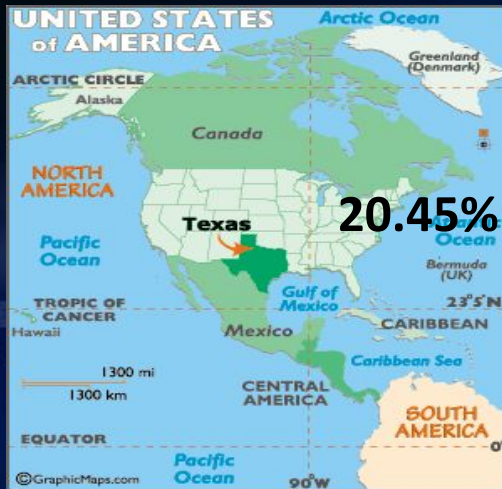 UNITED STATES
of AMERICA
Arctic Ocean
Greenland
(Denmark)
ARCTIC CIRCLE
Alaska
Canada
NORTH
AMERICA
20.45%
Texas
Atlantic
Ocean
Pacific
Ocean
Bermuda
(UK)
Gulf of
Mexico
23°5'N
TROPIC OF
CANCER
Hawaii
Mexico
CARIBBEAN
Caribbean Sea
1300 mi
1300 km
CENTRAL
AMERICA
SOUTH
AMERICA
EQUATOR
0°
Pacific
Ocean
©GraphicMaps.com
90°W